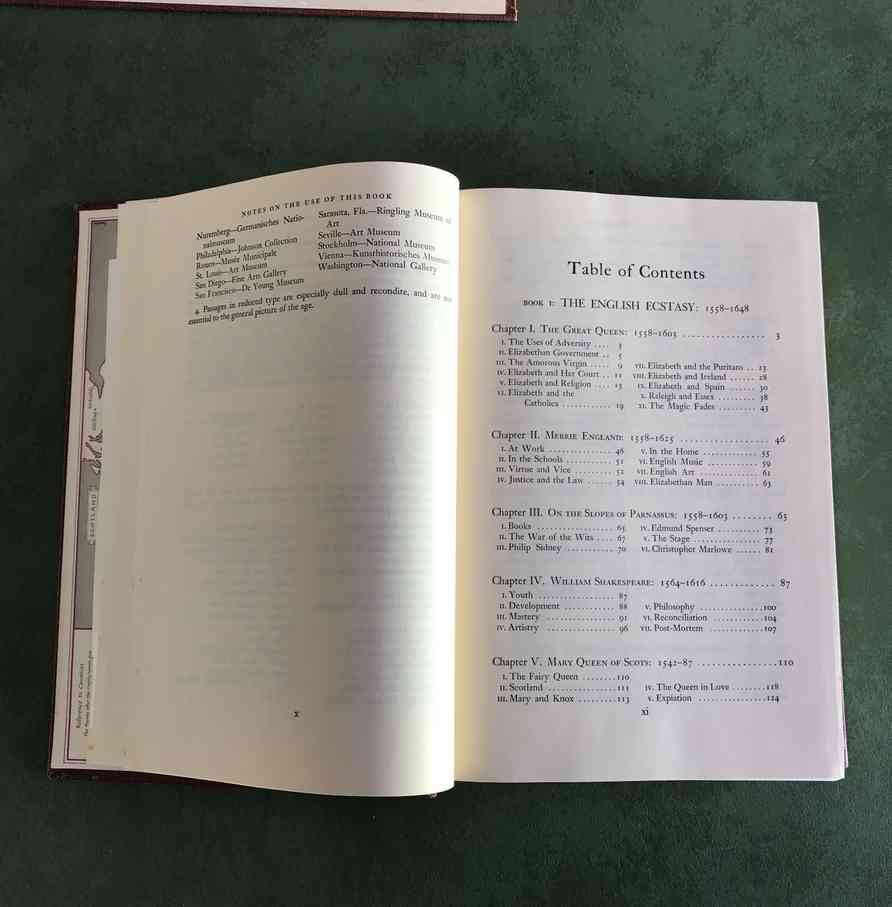 NOTES ON THE USE OF THIS BOOK
Nuremberg—Germanisches Natio-
nalmuseum
Philadelphia—Johnson Collection
Rouen—Musée Municipale
St. Louis—Art Museum
San Diego—Fine Arts Gallery
San Francisco—De Young Museum
Sarasota, Fla.—Ringling Museum of
Art
Seville—Art Museum
Stockholm—National Museum
Vienna—Kunsthistorisches Museum
Washington—National Gallery
4. Passages in reduced type are especially dull and recondite, and are not
essential to the general picture of the age.
x
SCOTLAND
Table of Contents
BOOK I: THE ENGLISH ECSTASY: 1558–1648
Chapter I. THE GREAT QUEEN: 1558–1603 ................. 3
I. The Uses of Adversity .... 3
II. Elizabethan Government .. 5
III. The Amorous Virgin ..... 9
IV. Elizabeth and Her Court .. 11
V. Elizabeth and Religion .... 15
VI. Elizabeth and the
Catholics ............ 19
VII. Elizabeth and the Puritans .. 23
VIII. Elizabeth and Ireland ...... 28
IX. Elizabeth and Spain ...... 30
X. Raleigh and Essex ......... 38
XI. The Magic Fades ......... 43
Chapter II. MERRIE ENGLAND: 1558–1625 .................. 46
I. At Work ................ 46
II. In the Schools ............ 51
III. Virtue and Vice .......... 52
IV. Justice and the Law ...... 54
V. In the Home ............. 55
VI. English Music ............ 59
VII. English Art ............. 61
VIII. Elizabethan Man .......... 63
Chapter III. ON THE SLOPES OF PARNASSUS: 1558–1603 ........ 65
I. Books .................. 65
II. The War of the Wits .... 67
III. Philip Sidney ........... 70
IV. Edmund Spenser .......... 73
V. The Stage ............... 77
VI. Christopher Marlowe ...... 81
Chapter IV. WILLIAM SHAKESPEARE: 1564–1616 ............. 87
I. Youth .................. 87
II. Development ............ 88
III. Mastery ................ 91
IV. Artistry ................ 96
V. Philosophy ..............100
VI. Reconciliation ...........104
VII. Post-Mortem ............107
Chapter V. MARY QUEEN OF SCOTS: 1542–87 ................110
I. The Fairy Queen ........110
II. Scotland ................111
III. Mary and Knox ..........113
IV. The Queen in Love ........118
V. Expiation ................124
xi